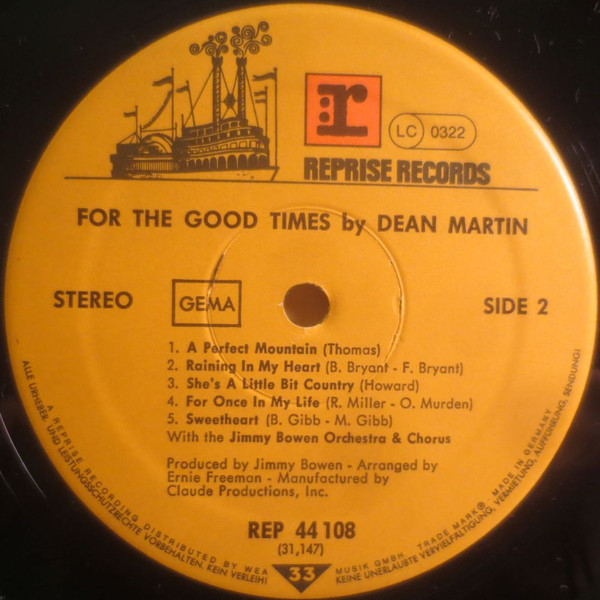 r
LC 0322
REPRISE RECORDS
FOR THE GOOD TIMES by DEAN MARTIN
STEREO
GEMA
SIDE 2
1. A Perfect Mountain (Thomas)
2. Raining In My Heart (B. Bryant - F. Bryant)
3. She's A Little Bit Country (Howard)
4. For Once In My Life (R. Miller - O. Murden)
5. Sweetheart (B. Gibb - M. Gibb)
With the Jimmy Bowen Orchestra & Chorus
Produced by Jimmy Bowen - Arranged by
Ernie Freeman - Manufactured by
Claude Productions, Inc.
REP 44 108
(31,147)
33
A REPRISE RECORDING DISTRIBUTED BY WEA MUSIK GMBH. TRADE MARK®. MADE IN GERMANY
ALLE URHEBER- UND LEISTUNGSSCHUTZRECHTE VORBEHALTEN. KEIN VERLEIH! KEINE UNERLAUBTE VERVIELFÄLTIGUNG, VERMIETUNG, AUFFÜHRUNG, SENDUNG!